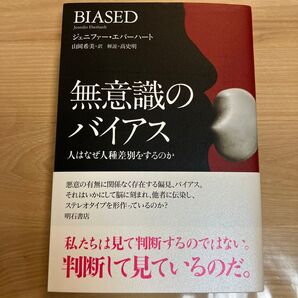 BIASED
Jennifer Eberhardt
ジェニファー・エバーハート
山岡希美・訳 解説・高史明
無意識の
バイアス
人はなぜ人種差別をするのか
悪意の有無に関係なく存在する偏見、バイアス。
それはいかにして脳に刻まれ、他者に伝染し、
ステレオタイプを形作っているのか?
明石書店
私たちは見て判断するのではない。
判断して見ているのだ。